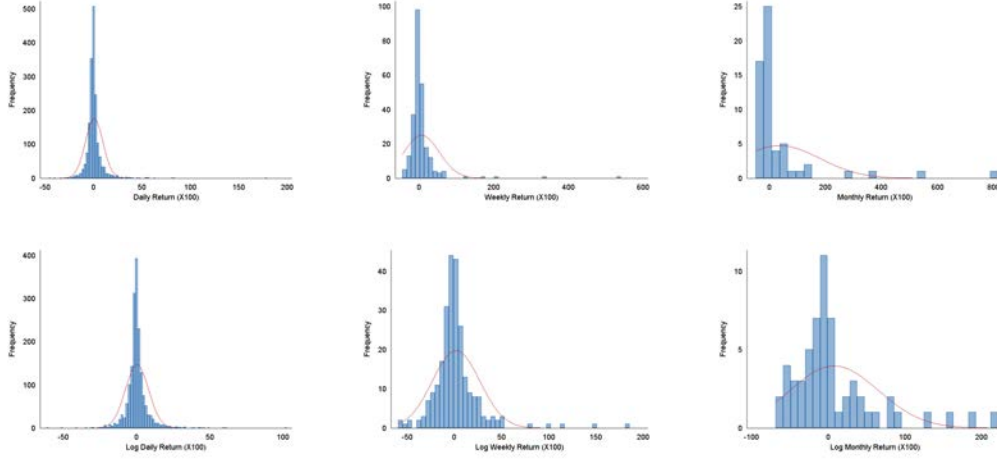 Frequency
500
400
300
200
100
0
-50 0 50 100 150 200
Daily Return (X100)
Frequency
100
80
60
40
20
0
0 200 400 600
Weekly Return (X100)
Frequency
25
20
15
10
5
0
0 200 400 600 800
Monthly Return (X100)
Frequency
400
300
200
100
0
-50 0 50 100
Log Daily Return (X100)
Frequency
40
30
20
10
0
-50 0 50 100 150 200
Log Weekly Return (X100)
Frequency
10
5
0
-100 0 100 200
Log Monthly Return (X100)